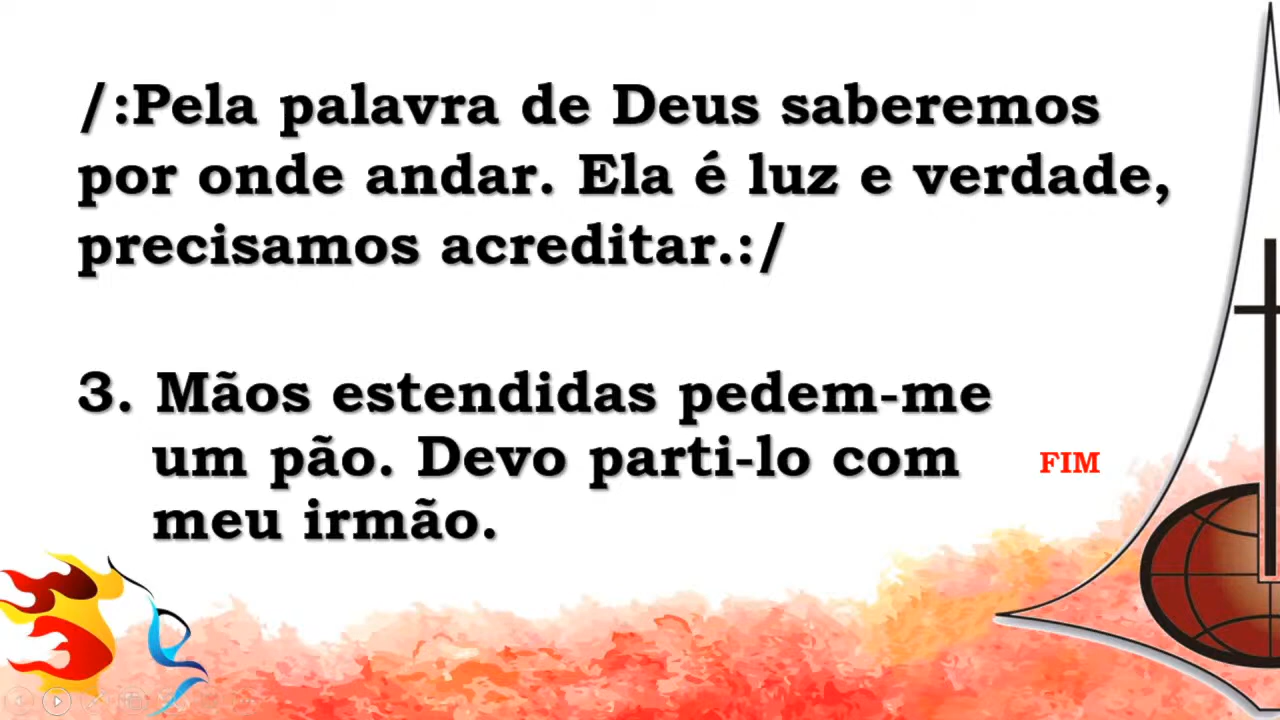 /:Pela palavra de Deus saberemos
por onde andar. Ela é luz e verdade,
precisamos acreditar.:/
3. Mãos estendidas pedem-me
um pão. Devo parti-lo com
meu irmão.
FIM